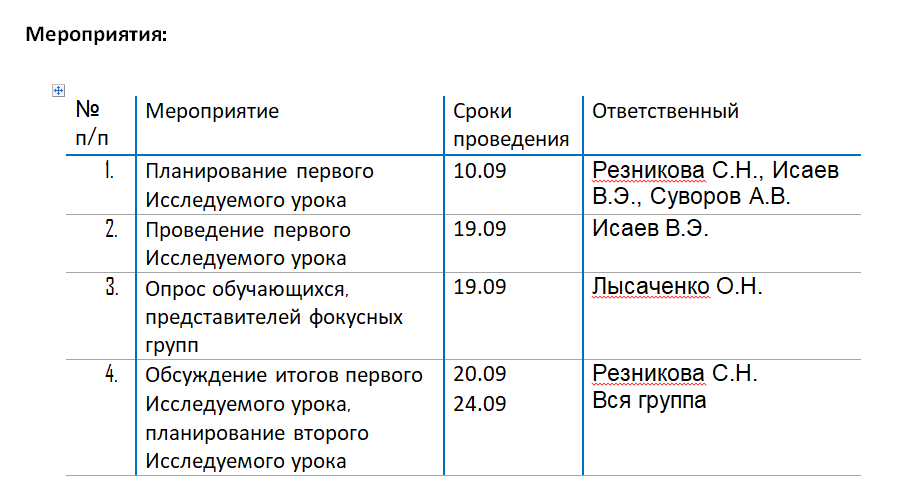 Мероприятия:
№ п/п Мероприятие Сроки проведения Ответственный
1. Планирование первого 10.09 Резникова С.Н., Исаев
Исследуемого урока В.Э., Суворов А.В.
2. Проведение первого 19.09 Исаев В.Э.
Исследуемого урока
3. Опрос обучающихся, 19.09 Лысаченко О.Н.
представителей фокусных
групп
4. Обсуждение итогов первого 20.09 Резникова С.Н.
Исследуемого урока, 24.09 Вся группа
планирование второго
Исследуемого урока